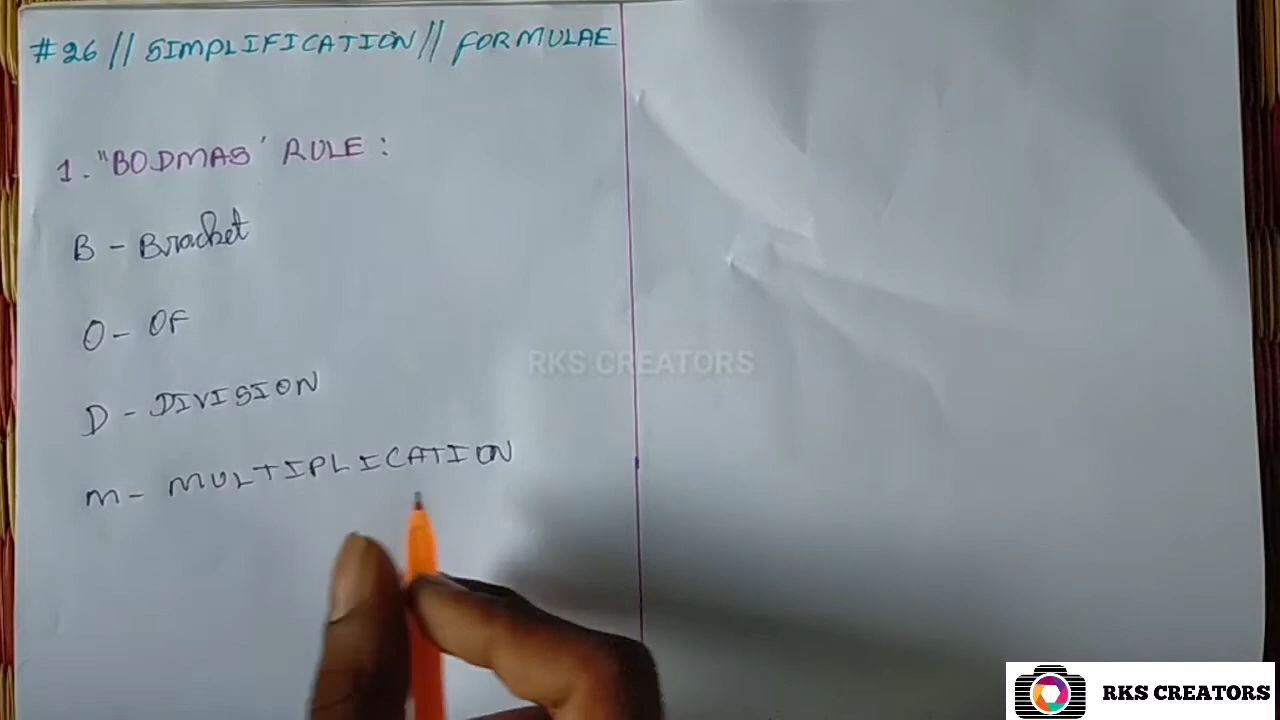 #26 // SIMPLIFICATION // FORMULAE
1. "BODMAS' RULE :
B - Bracket
O - OF
D - DIVISION
M - MULTIPLICATION
RKS CREATORS
RKS CREATORS